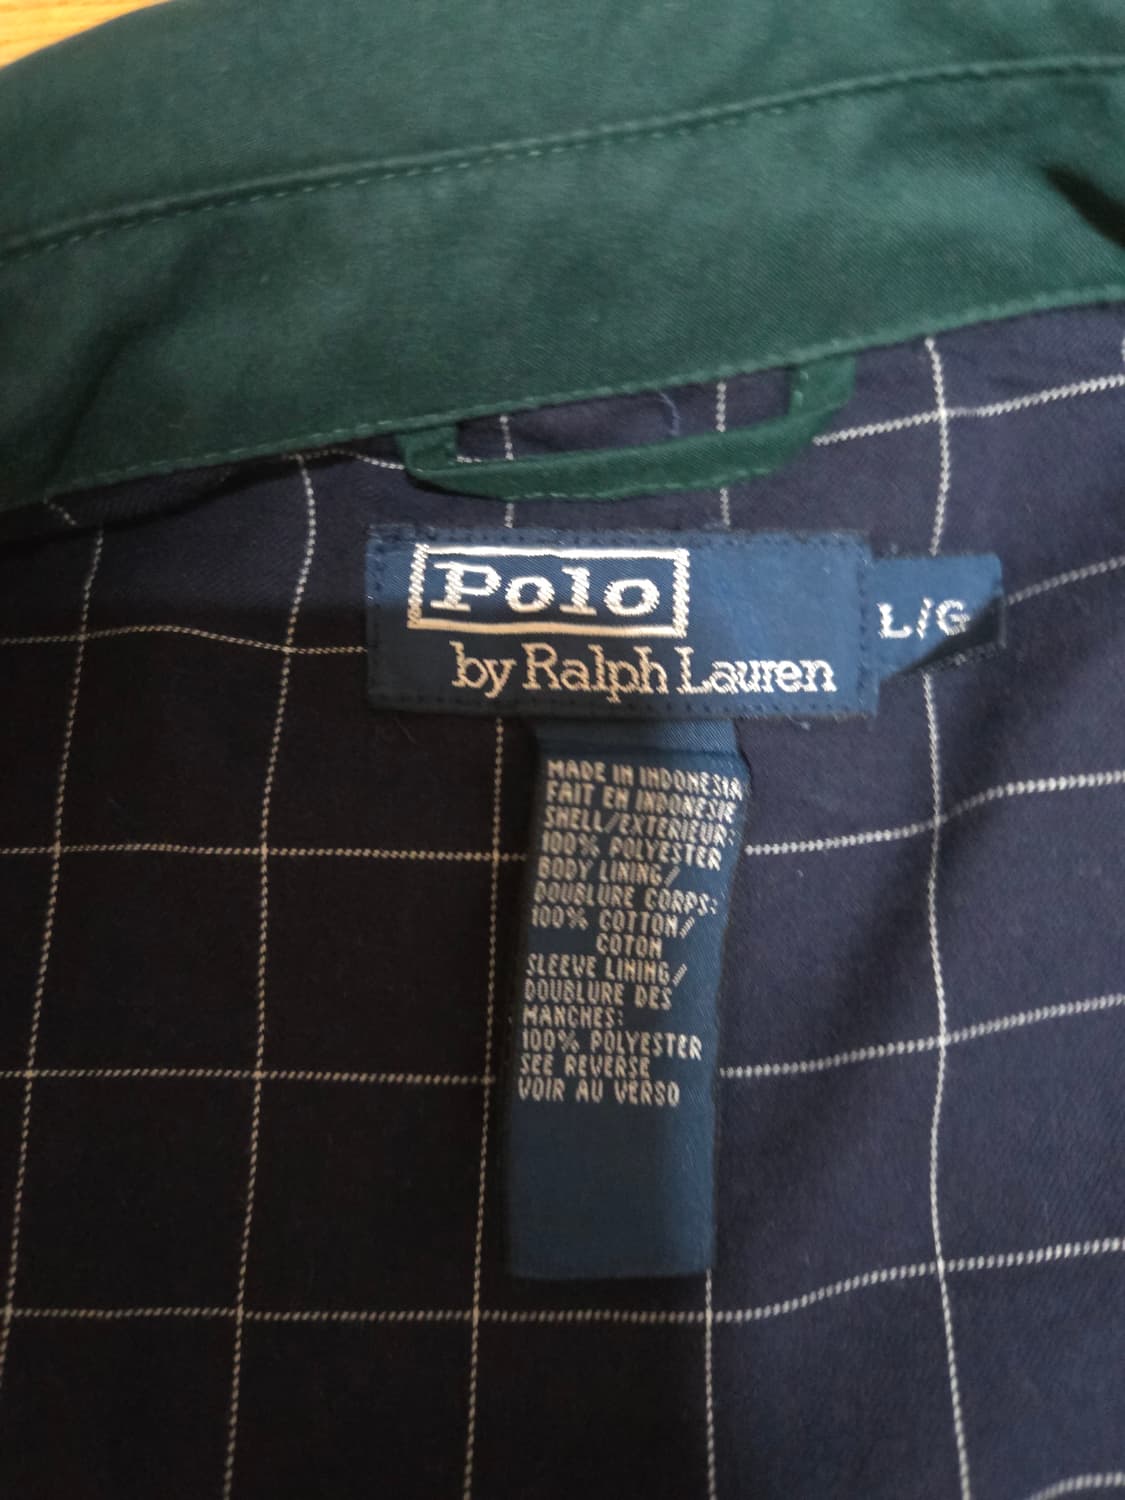 Polo
by Ralph Lauren
L/G
MADE IN INDONESIA
FAIT EN INDONESIE
SHELL/EXTERIEUR:
100% POLYESTER
BODY LINING/
DOUBLURE CORPS:
100% COTTON/
COTON
SLEEVE LINING/
DOUBLURE DES
MANCHES:
100% POLYESTER
SEE REVERSE
VOIR AU VERSO